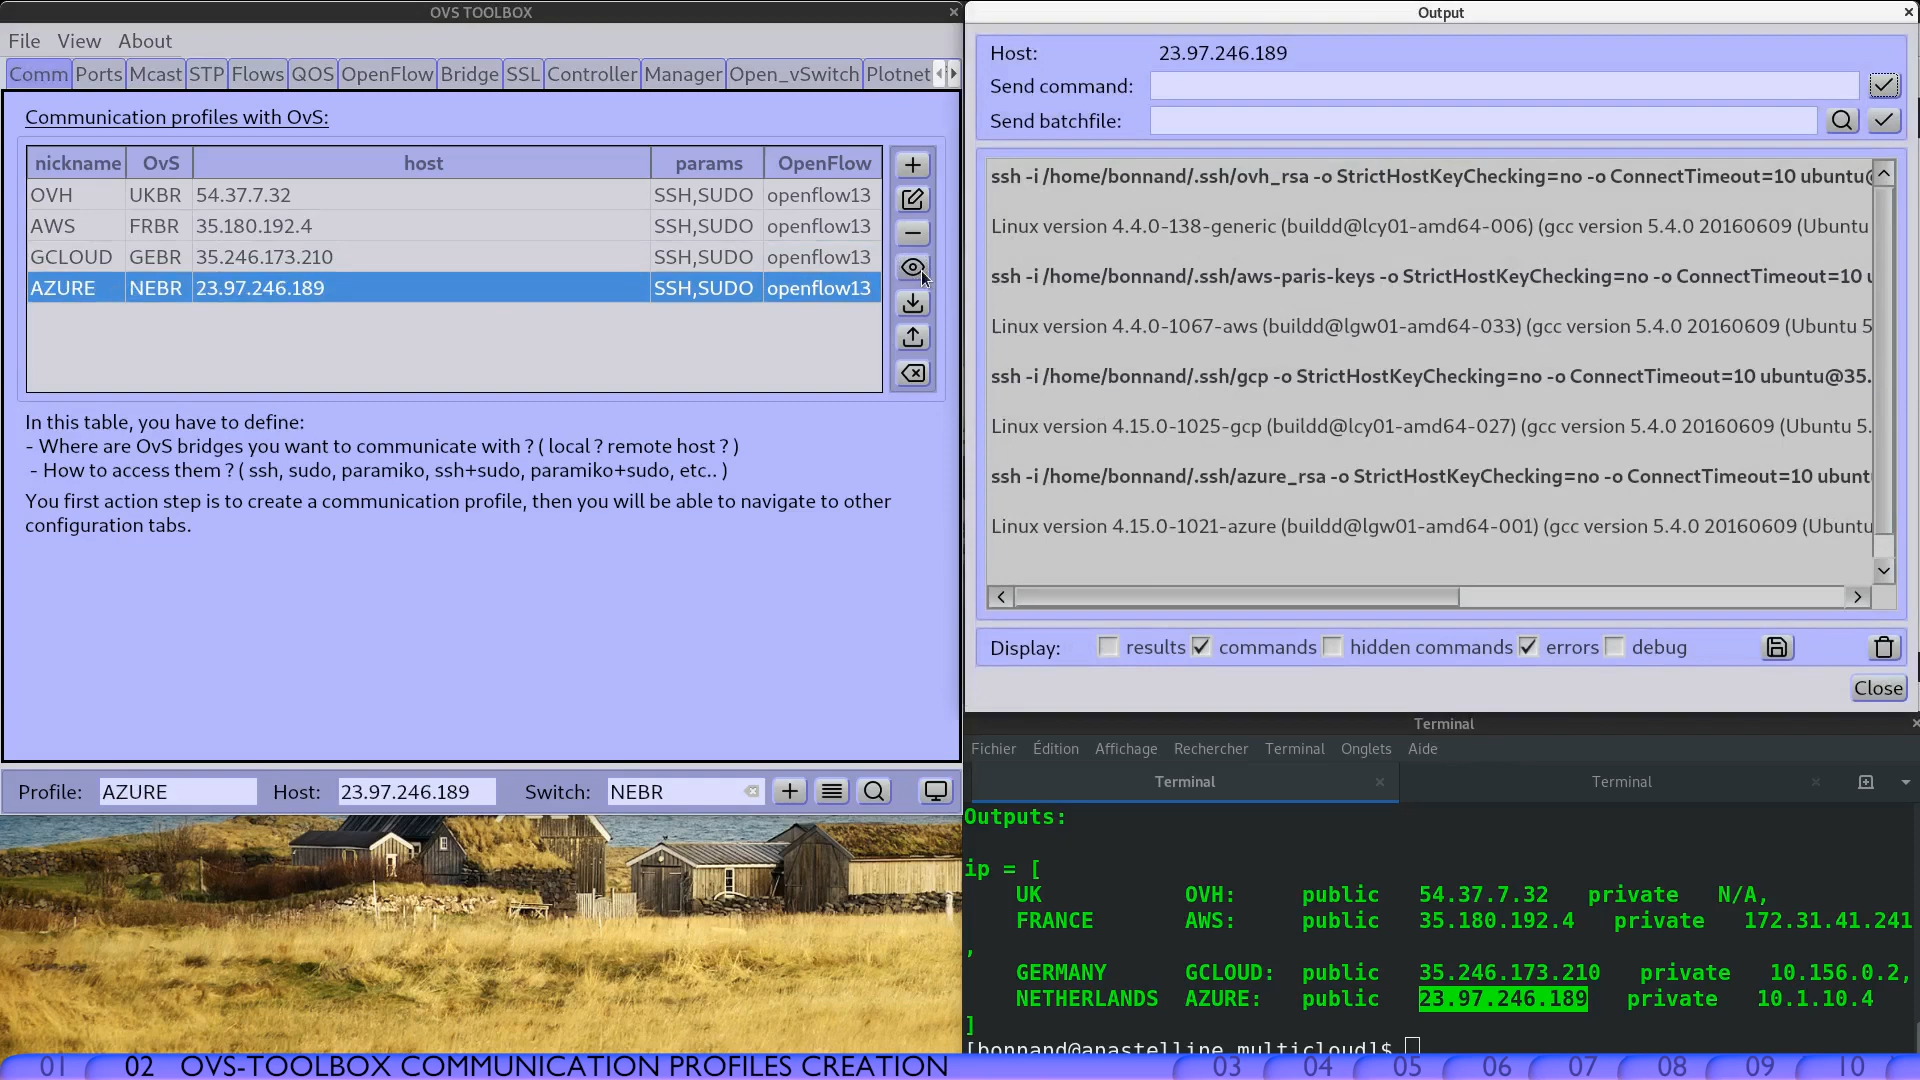 OVS TOOLBOX
File View About
Comm Ports Mcast STP Flows QOS OpenFlow Bridge SSL Controller Manager Open_vSwitch Plotnet
Communication profiles with OvS:
nickname OvS host params OpenFlow
OVH UKBR 54.37.7.32 SSH,SUDO openflow13
AWS FRBR 35.180.192.4 SSH,SUDO openflow13
GCLOUD GEBR 35.246.173.210 SSH,SUDO openflow13
AZURE NEBR 23.97.246.189 SSH,SUDO openflow13
In this table, you have to define:
- Where are OvS bridges you want to communicate with ? ( local ? remote host ? )
- How to access them ? ( ssh, sudo, paramiko, ssh+sudo, paramiko+sudo, etc.. )
You first action step is to create a communication profile, then you will be able to navigate to other
configuration tabs.
Profile: AZURE Host: 23.97.246.189 Switch: NEBR
Output
Host: 23.97.246.189
Send command:
Send batchfile:
ssh -i /home/bonnand/.ssh/ovh_rsa -o StrictHostKeyChecking=no -o ConnectTimeout=10 ubuntu@
Linux version 4.4.0-138-generic (buildd@lcy01-amd64-006) (gcc version 5.4.0 20160609 (Ubuntu
ssh -i /home/bonnand/.ssh/aws-paris-keys -o StrictHostKeyChecking=no -o ConnectTimeout=10 u
Linux version 4.4.0-1067-aws (buildd@lgw01-amd64-033) (gcc version 5.4.0 20160609 (Ubuntu 5
ssh -i /home/bonnand/.ssh/gcp -o StrictHostKeyChecking=no -o ConnectTimeout=10 ubuntu@35.
Linux version 4.15.0-1025-gcp (buildd@lcy01-amd64-027) (gcc version 5.4.0 20160609 (Ubuntu 5.
ssh -i /home/bonnand/.ssh/azure_rsa -o StrictHostKeyChecking=no -o ConnectTimeout=10 ubunt
Linux version 4.15.0-1021-azure (buildd@lgw01-amd64-001) (gcc version 5.4.0 20160609 (Ubuntu
Display: results commands hidden commands errors debug
Close
Terminal
Fichier Édition Affichage Rechercher Terminal Onglets Aide
Terminal Terminal
Outputs:
ip = [
UK OVH: public 54.37.7.32 private N/A,
FRANCE AWS: public 35.180.192.4 private 172.31.41.241
,
GERMANY GCLOUD: public 35.246.173.210 private 10.156.0.2,
NETHERLANDS AZURE: public 23.97.246.189 private 10.1.10.4
]
[bonnand@anastelline multicloud]$
01 02 OVS-TOOLBOX COMMUNICATION PROFILES CREATION 03 04 05 06 07 08 09 10